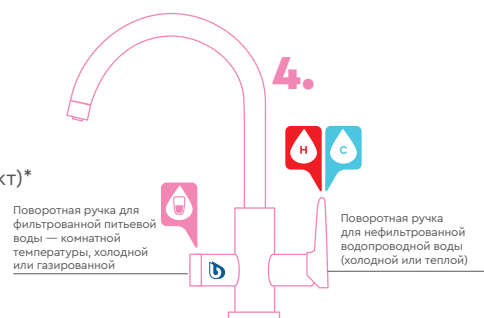 4.
H C
кт)*
Поворотная ручка для
фильтрованной питьевой
воды — комнатной
температуры, холодной
или газированной
Поворотная ручка
для нефильтрованной
водопроводной воды
(холодной или теплой)